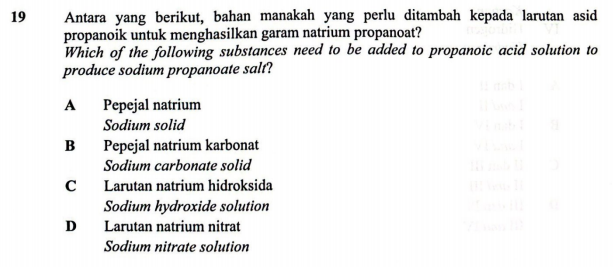 19 Antara yang berikut, bahan manakah yang perlu ditambah kepada larutan asid
propanoik untuk menghasilkan garam natrium propanoat?
Which of the following substances need to be added to propanoic acid solution to
produce sodium propanoate salt?
A Pepejal natrium
Sodium solid
B Pepejal natrium karbonat
Sodium carbonate solid
C Larutan natrium hidroksida
Sodium hydroxide solution
D Larutan natrium nitrat
Sodium nitrate solution